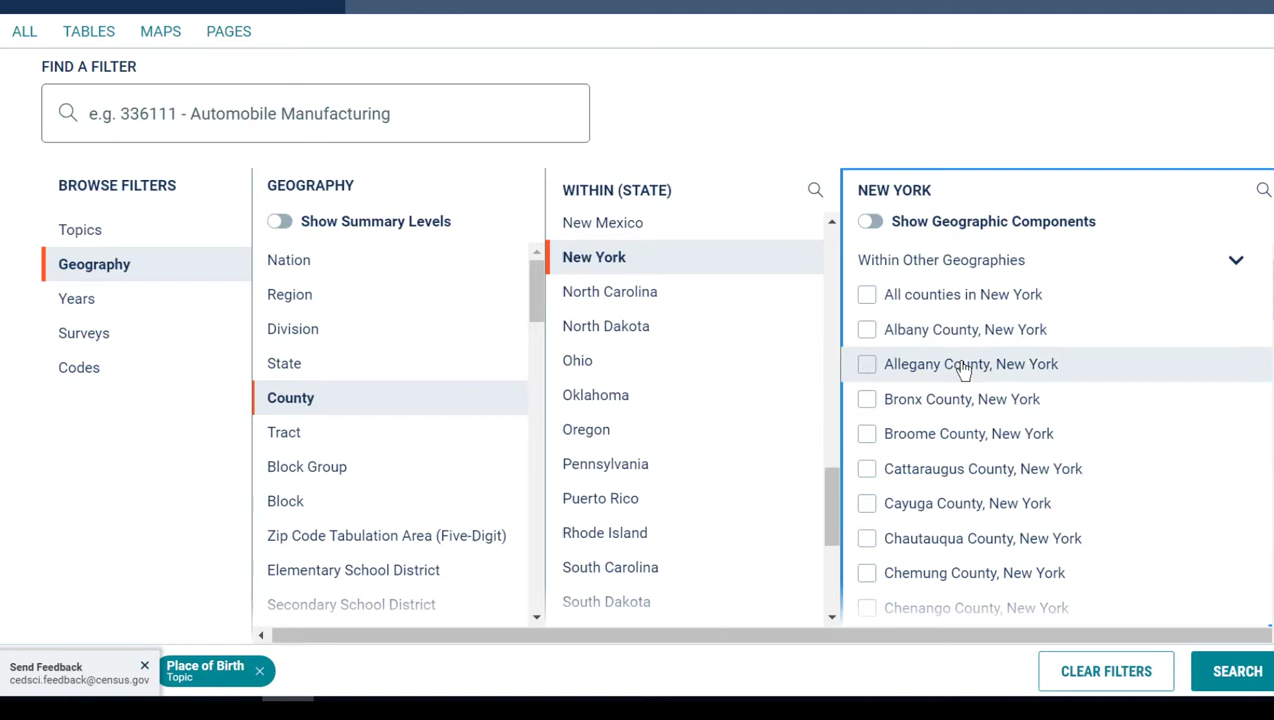 ALL TABLES MAPS PAGES
FIND A FILTER
e.g. 336111 - Automobile Manufacturing
BROWSE FILTERS
Topics
Geography
Years
Surveys
Codes
GEOGRAPHY
Show Summary Levels
Nation
Region
Division
State
County
Tract
Block Group
Block
Zip Code Tabulation Area (Five-Digit)
Elementary School District
Secondary School District
WITHIN (STATE)
New Mexico
New York
North Carolina
North Dakota
Ohio
Oklahoma
Oregon
Pennsylvania
Puerto Rico
Rhode Island
South Carolina
South Dakota
NEW YORK
Show Geographic Components
Within Other Geographies
All counties in New York
Albany County, New York
Allegany County, New York
Bronx County, New York
Broome County, New York
Cattaraugus County, New York
Cayuga County, New York
Chautauqua County, New York
Chemung County, New York
Chenango County, New York
Send Feedback
cedsci.feedback@census.gov
Place of Birth
Topic
CLEAR FILTERS
SEARCH